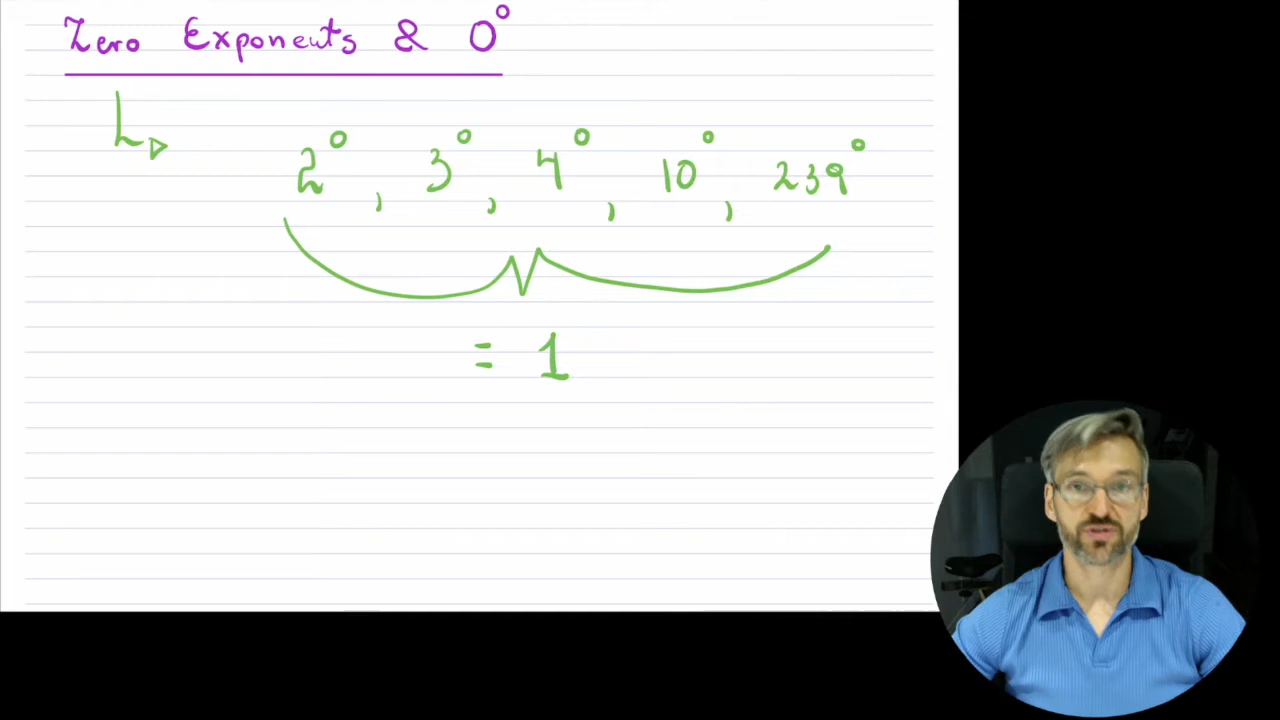 Zero Exponents & 0⁰
2⁰, 3⁰, 4⁰, 10⁰, 239⁰
= 1